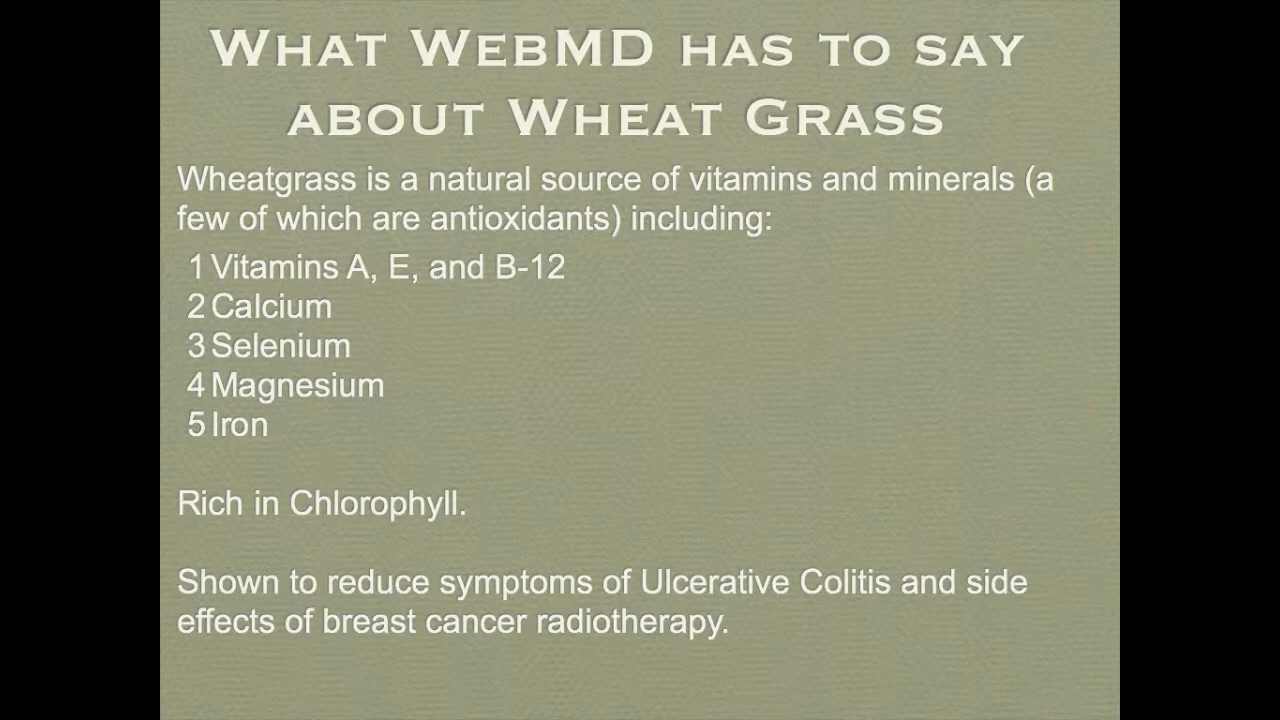 What WebMD has to say
about Wheat Grass
Wheatgrass is a natural source of vitamins and minerals (a
few of which are antioxidants) including:
1 Vitamins A, E, and B-12
2 Calcium
3 Selenium
4 Magnesium
5 Iron
Rich in Chlorophyll.
Shown to reduce symptoms of Ulcerative Colitis and side
effects of breast cancer radiotherapy.